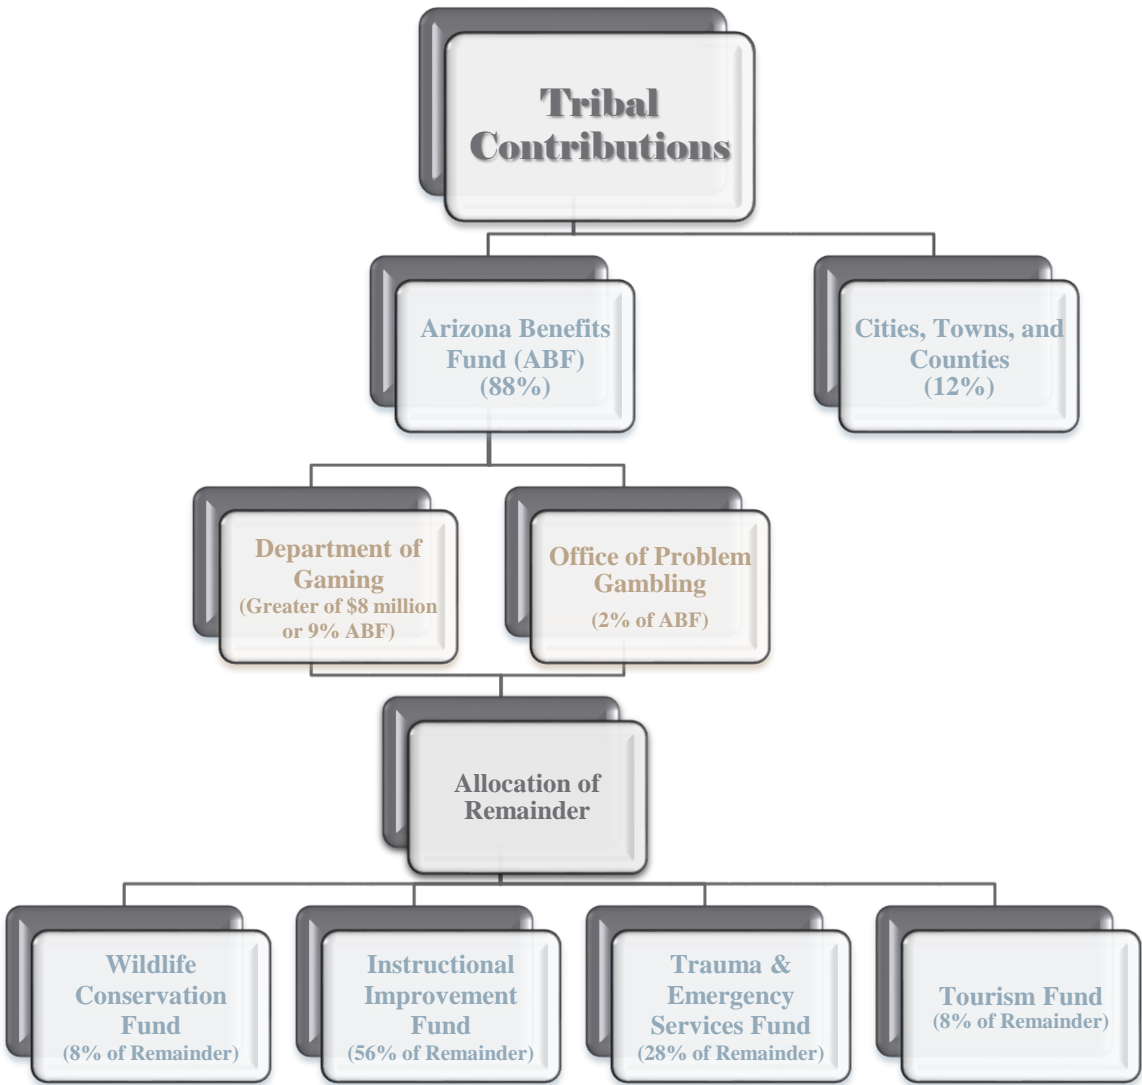 Tribal
Contributions
Arizona Benefits
Fund (ABF)
(88%)
Cities, Towns, and
Counties
(12%)
Department of
Gaming
(Greater of $8 million
or 9% ABF)
Office of Problem
Gambling
(2% of ABF)
Allocation of
Remainder
Wildlife
Conservation
Fund
(8% of Remainder)
Instructional
Improvement
Fund
(56% of Remainder)
Trauma &
Emergency
Services Fund
(28% of Remainder)
Tourism Fund
(8% of Remainder)